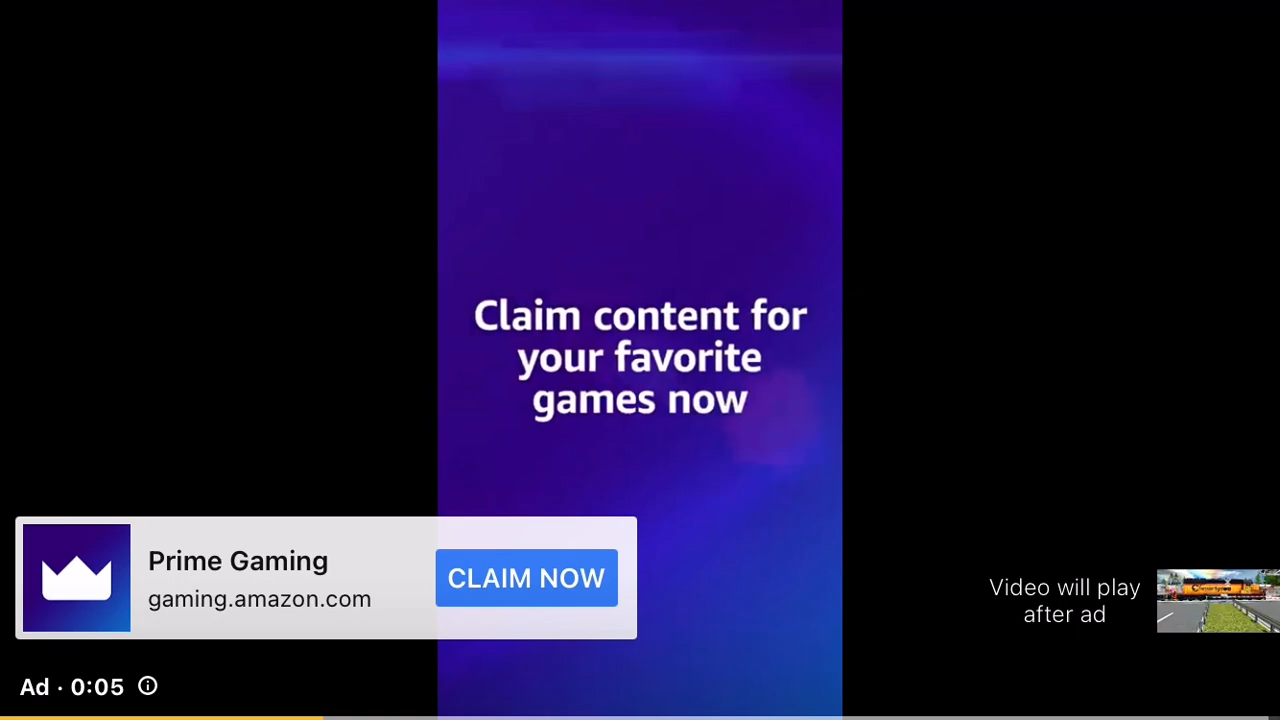 Claim content for
your favorite
games now
Prime Gaming
gaming.amazon.com
CLAIM NOW
Video will play
after ad
Ad · 0:05